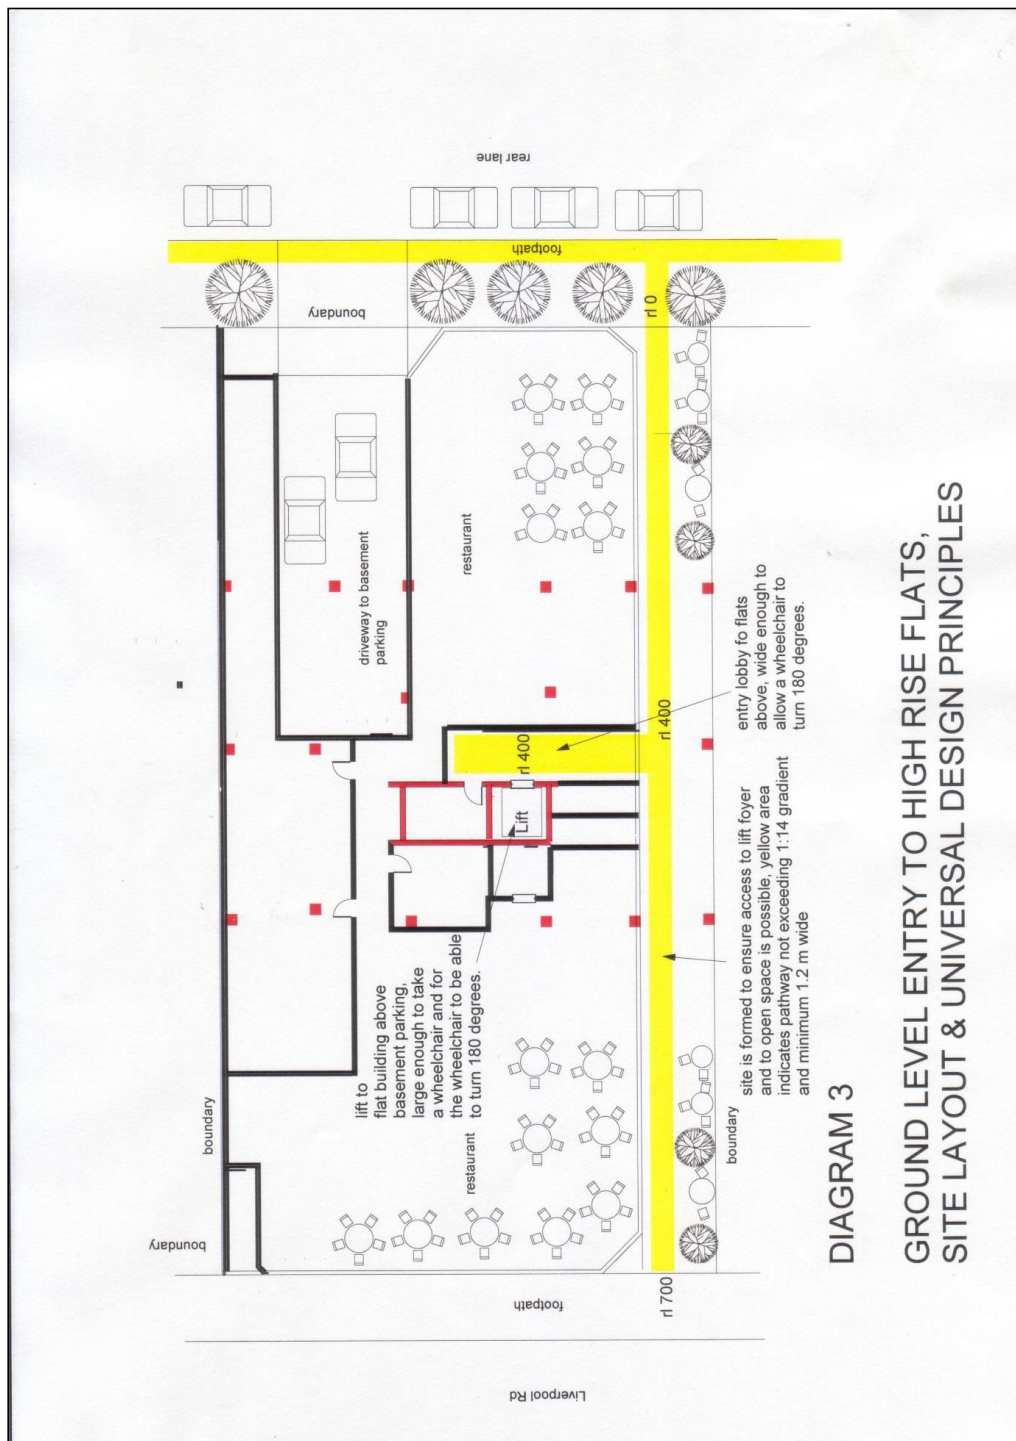 rear lane
footpath
boundary
rl 0
driveway to basement
parking
restaurant
entry lobby fo flats
above, wide enough to
allow a wheelchair to
turn 180 degrees.
rl 400
rl 400
Lift
lift to
flat building above
basement parking,
large enough to take
a wheelchair and for
the wheelchair to be able
to turn 180 degrees.
restaurant
site is formed to ensure access to lift foyer
and to open space is possible, yellow area
indicates pathway not exceeding 1:14 gradient
and minimum 1.2 m wide
boundary
boundary
boundary
rl 700
footpath
Liverpool Rd
DIAGRAM 3
GROUND LEVEL ENTRY TO HIGH RISE FLATS,
SITE LAYOUT & UNIVERSAL DESIGN PRINCIPLES